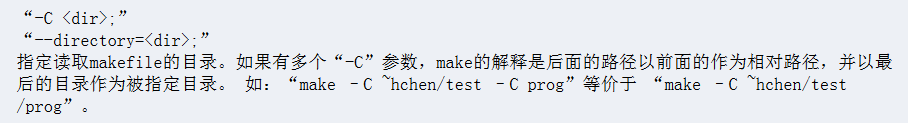 “-C <dir>;”
“--directory=<dir>;”
指定读取makefile的目录。如果有多个“-C”参数，make的解释是后面的路径以前面的作为相对路径，并以最
后的目录作为被指定目录。 如：“make –C ~hchen/test –C prog”等价于 “make –C ~hchen/test
/prog”。